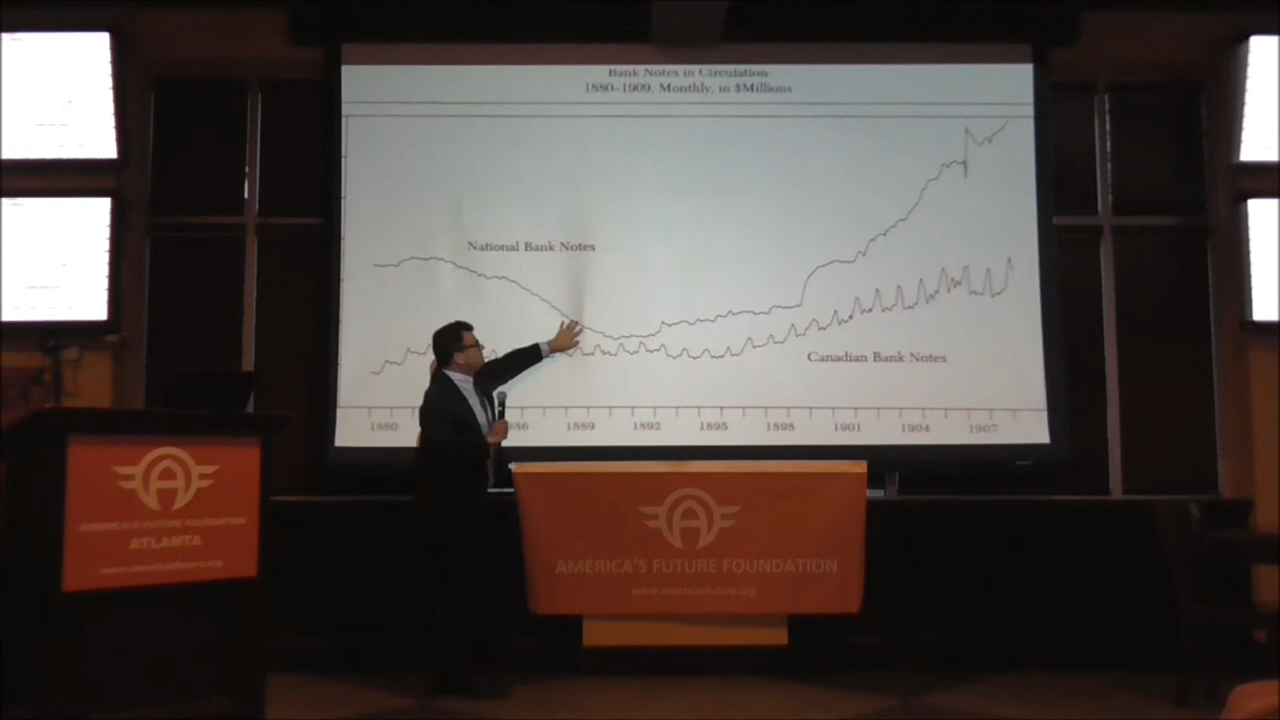 Bank Notes in Circulation
1880–1909, Monthly, in $Millions
National Bank Notes
Canadian Bank Notes
1880 86 1889 1892 1895 1898 1901 1904 1907
A
AMERICA'S FUTURE FOUNDATION
ATLANTA
www.americasfuture.org
A
AMERICA'S FUTURE FOUNDATION
www.americasfuture.org